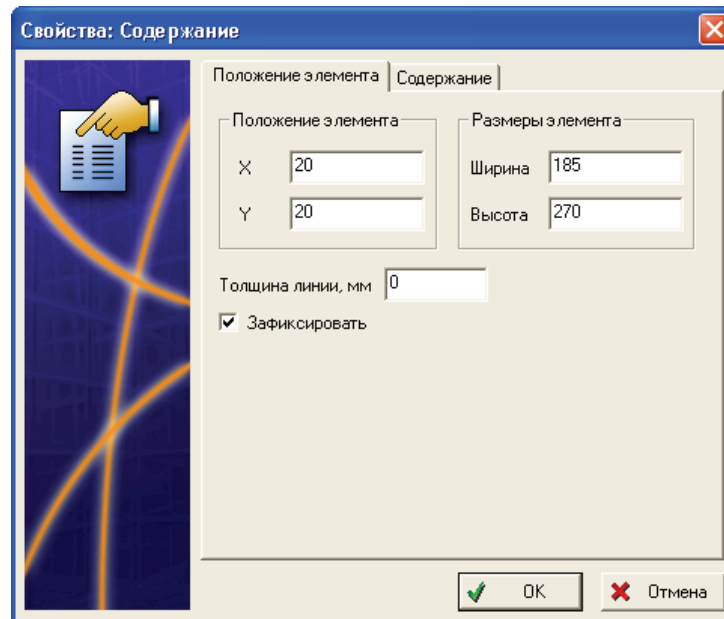 Свойства: Содержание
Положение элемента Содержание
Положение элемента Размеры элемента
X 20 Ширина 185
Y 20 Высота 270
Толщина линии, мм 0
Зафиксировать
OK Отмена